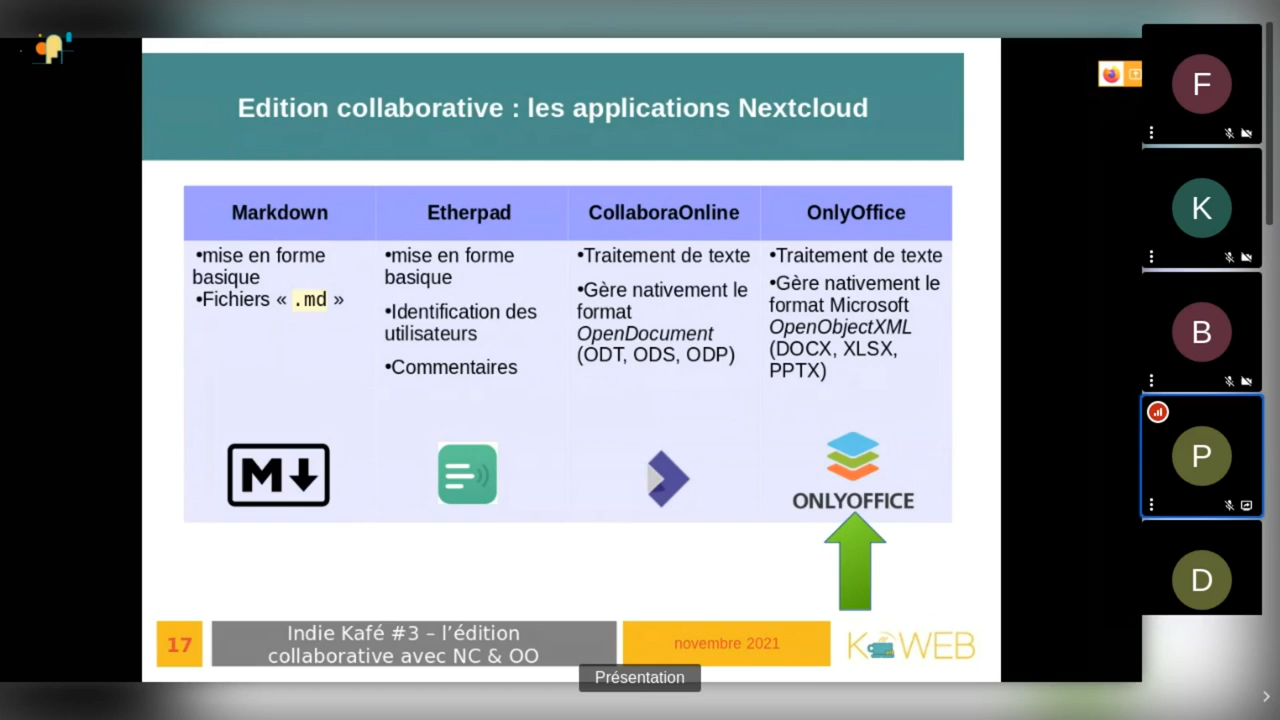 Edition collaborative : les applications Nextcloud
Markdown
•mise en forme
basique
•Fichiers « .md »
Etherpad
•mise en forme
basique
•Identification des
utilisateurs
•Commentaires
CollaboraOnline
•Traitement de texte
•Gère nativement le
format
OpenDocument
(ODT, ODS, ODP)
OnlyOffice
•Traitement de texte
•Gère nativement le
format Microsoft
OpenObjectXML
(DOCX, XLSX,
PPTX)
M
ONLYOFFICE
17
Indie Kafé #3 – l’édition
collaborative avec NC & OO
novembre 2021
K WEB
Présentation
F
K
B
P
D